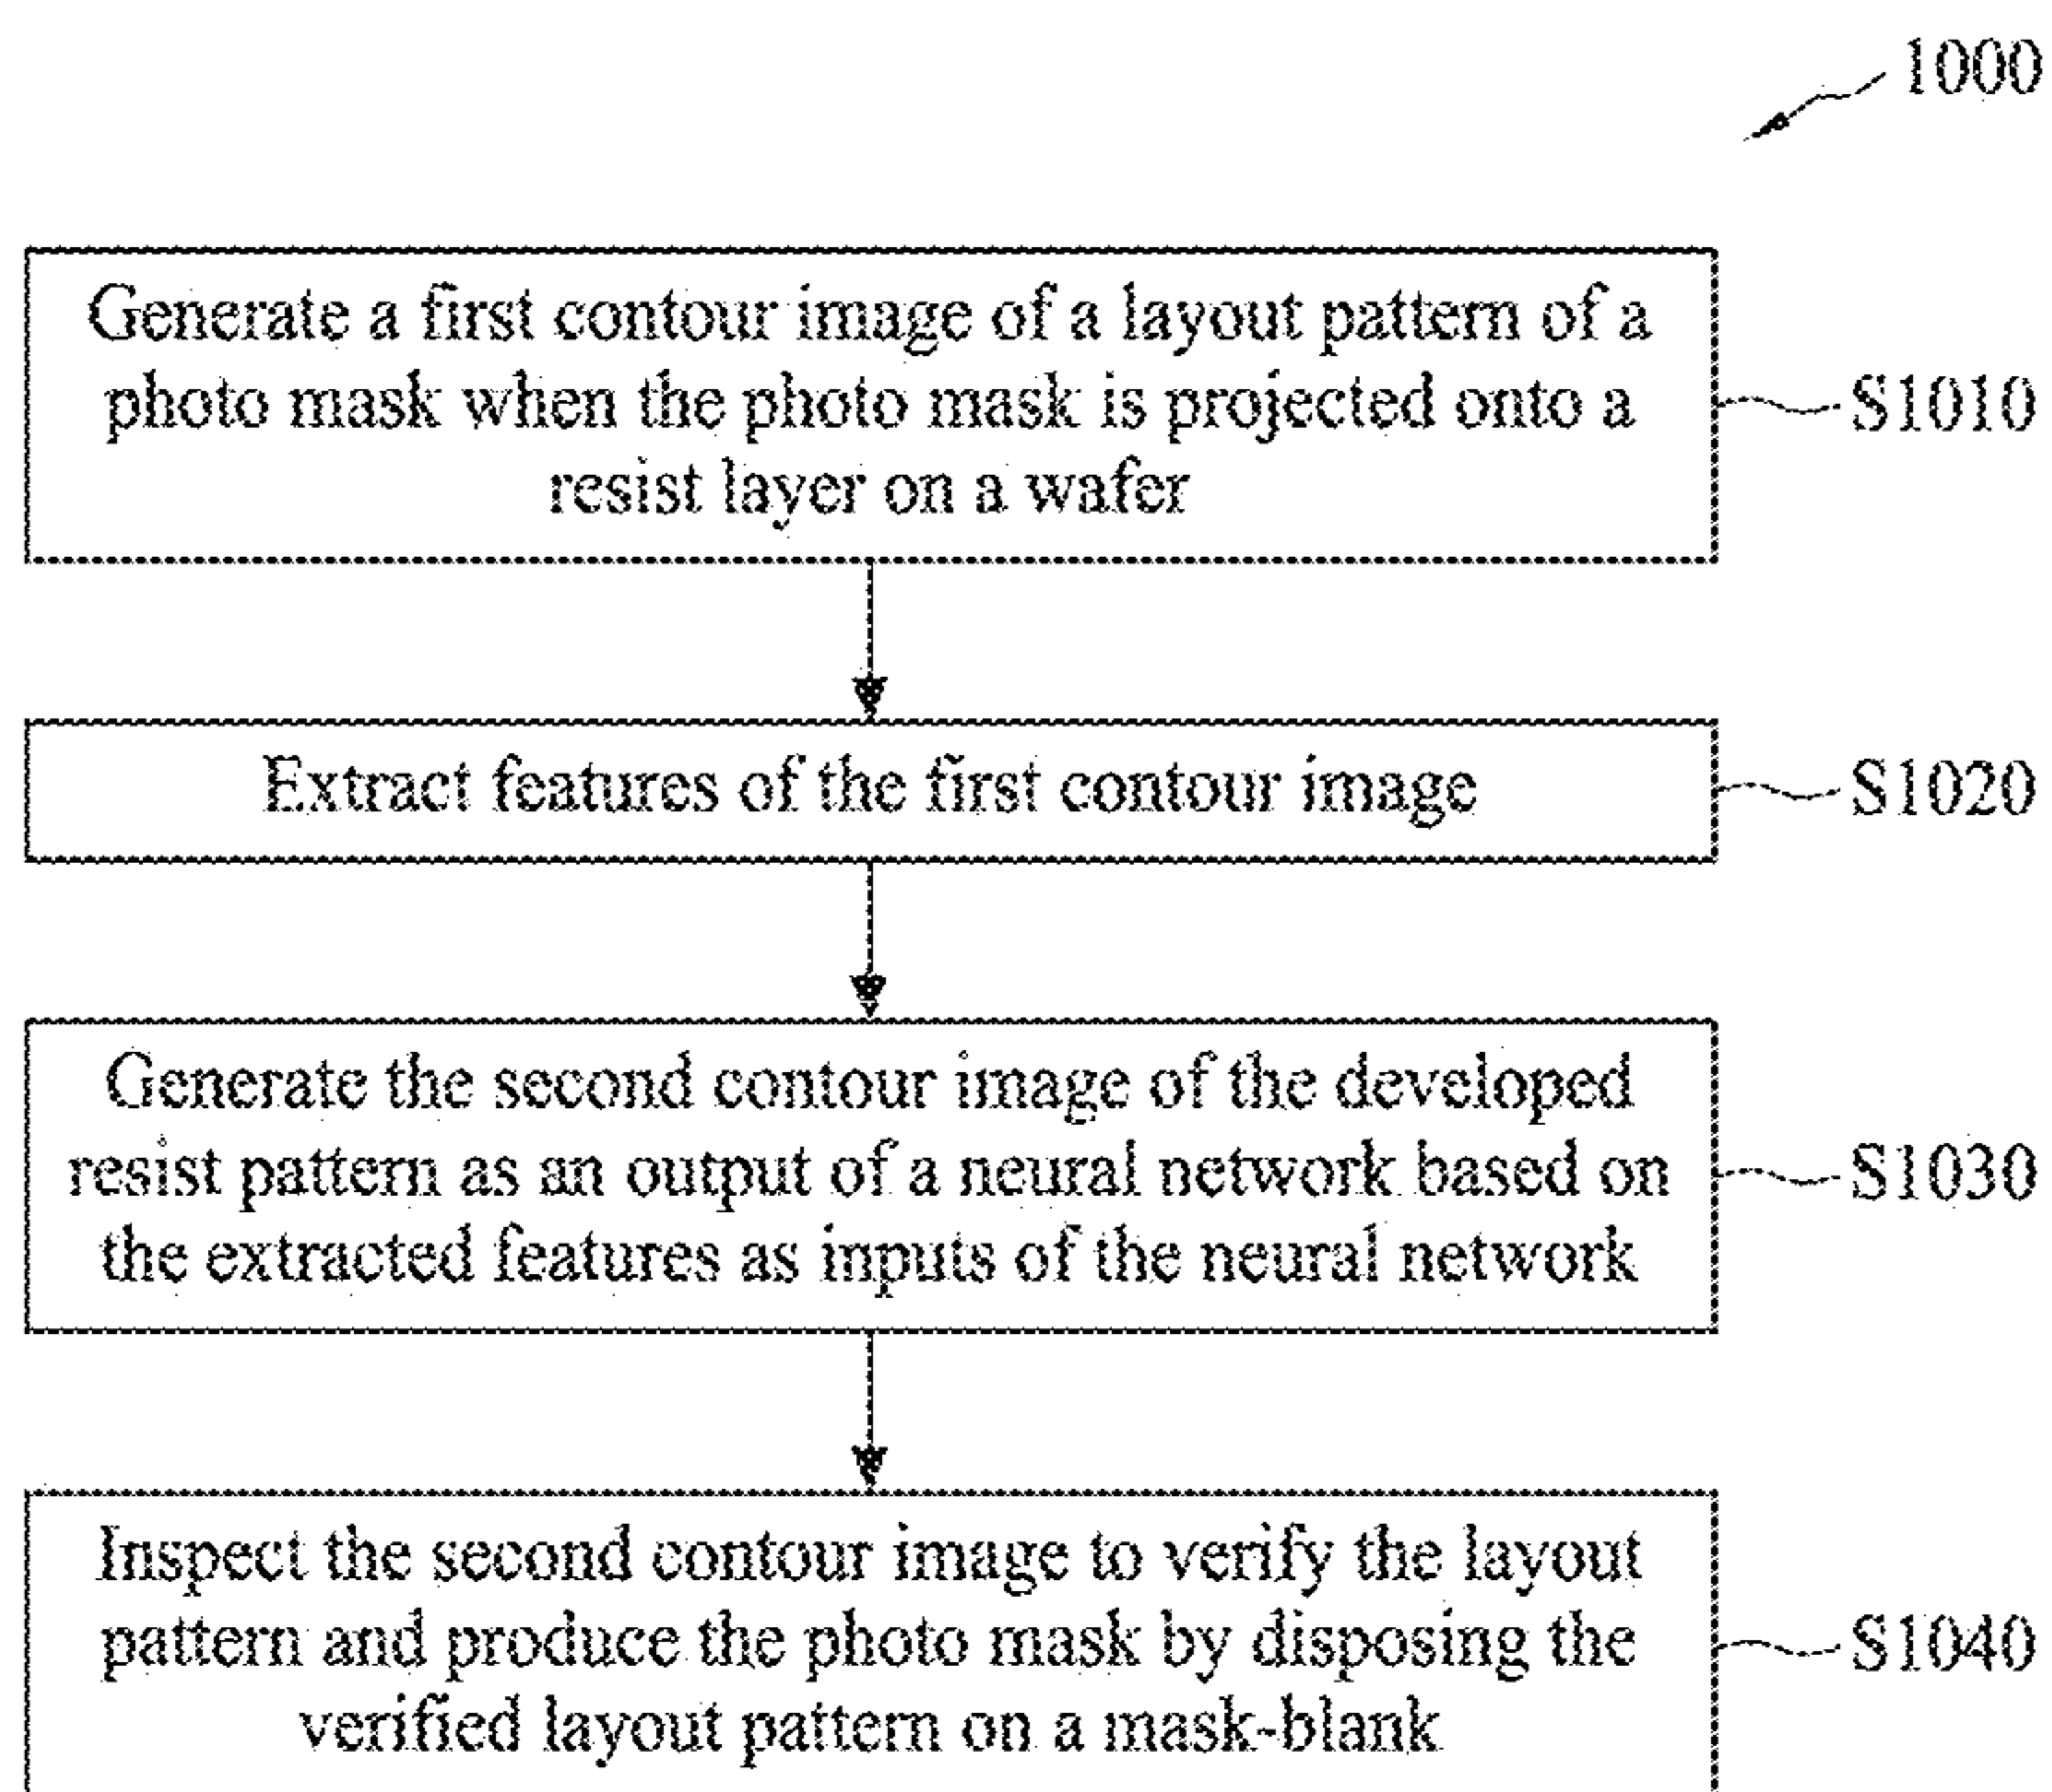 1000
Generate a first contour image of a layout pattern of a
photo mask when the photo mask is projected onto a
resist layer on a wafer
S1010
Extract features of the first contour image
S1020
Generate the second contour image of the developed
resist pattern as an output of a neural network based on
the extracted features as inputs of the neural network
S1030
Inspect the second contour image to verify the layout
pattern and produce the photo mask by disposing the
verified layout pattern on a mask-blank
S1040